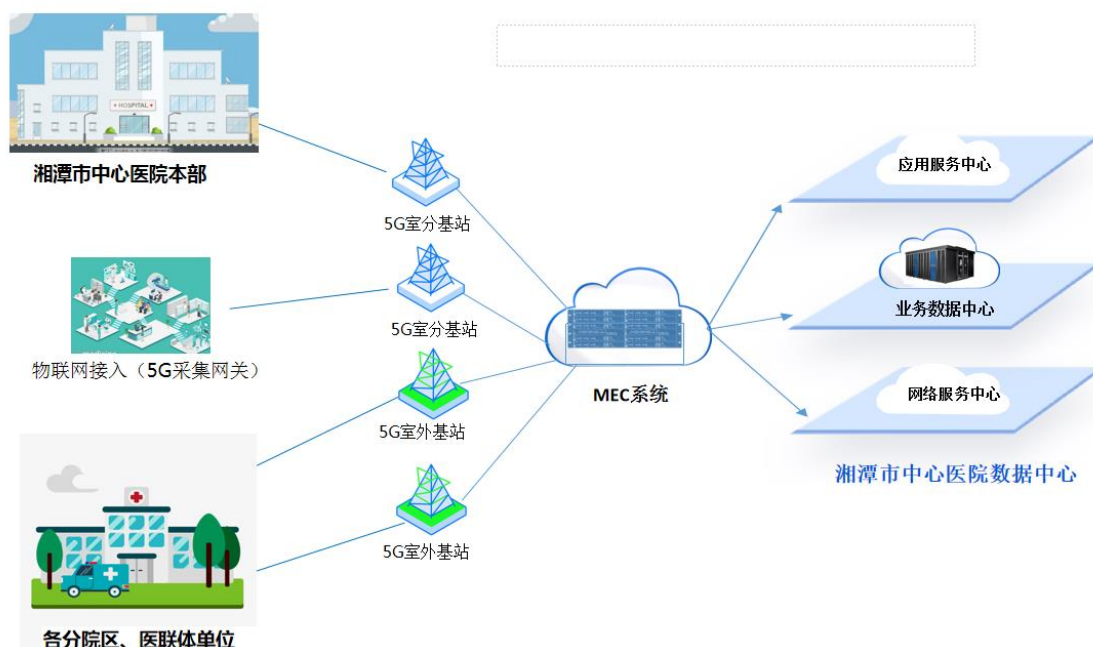 HOSPITAL
湘潭市中心医院本部
5G室分基站
应用服务中心
物联网接入（5G采集网关）
5G室分基站
MEC系统
业务数据中心
5G室外基站
网络服务中心
湘潭市中心医院数据中心
5G室外基站
各分院区、医联体单位